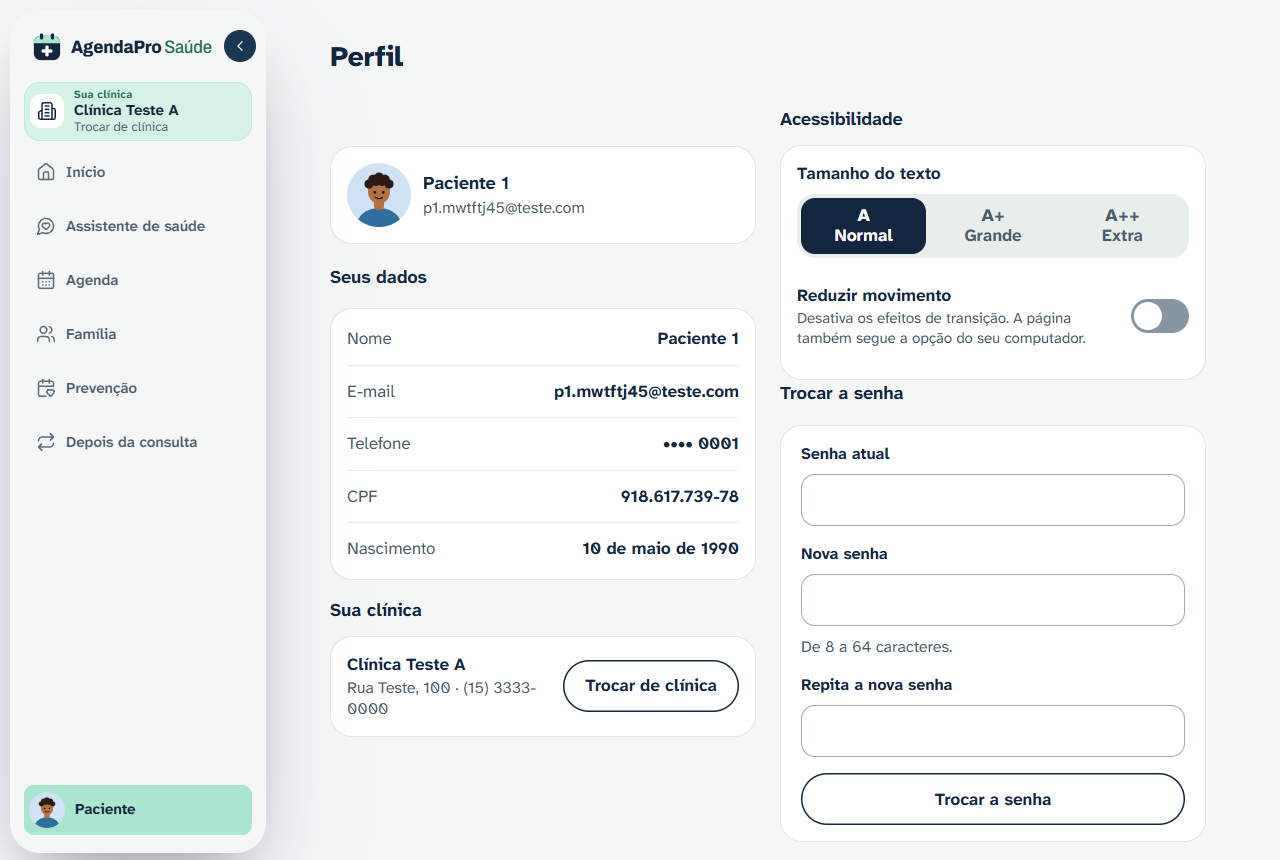 AgendaPro Saúde
Sua clínica
Clínica Teste A
Trocar de clínica
Início
Assistente de saúde
Agenda
Família
Prevenção
Depois da consulta
Paciente
Perfil
Paciente 1
p1.mwtftj45@teste.com
Seus dados
Nome Paciente 1
E-mail p1.mwtftj45@teste.com
Telefone •••• 0001
CPF 918.617.739-78
Nascimento 10 de maio de 1990
Sua clínica
Clínica Teste A
Rua Teste, 100 · (15) 3333-
0000
Trocar de clínica
Acessibilidade
Tamanho do texto
A A+ A++
Normal Grande Extra
Reduzir movimento
Desativa os efeitos de transição. A página
também segue a opção do seu computador.
Trocar a senha
Senha atual
Nova senha
De 8 a 64 caracteres.
Repita a nova senha
Trocar a senha